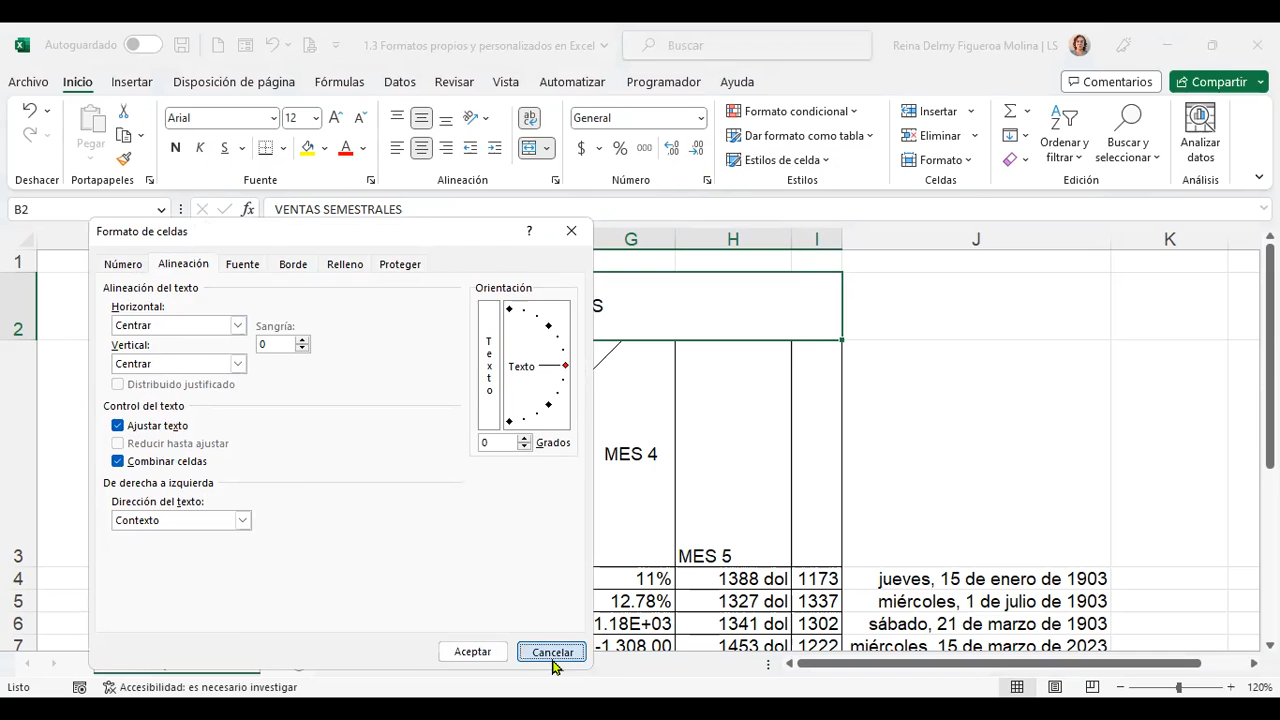 Autoguardado
1.3 Formatos propios y personalizados en Excel
Buscar
Reina Delmy Figueroa Molina | LS
Archivo Inicio Insertar Disposición de página Fórmulas Fichas Datos Revisar Vista Automatizar Programador Ayuda
Comentarios
Compartir
Pegar
Arial
12
N K S
A
General
$ % 000
Formato condicional
Dar formato como tabla
Estilos de celda
Insertar
Eliminar
Formato
Ordenar y filtrar
Buscar y seleccionar
Analizar datos
Deshacer Portapapeles Fuente Alineación Número Estilos Celdas Edición Análisis
B2
fx
VENTAS SEMESTRALES
Formato de celdas
?
Número Alineación Fuente Borde Relleno Proteger
Alineación del texto
Horizontal:
Centrar
Sangría:
0
Vertical:
Centrar
Distribuido justificado
Control del texto
Ajustar texto
Reducir hasta ajustar
Combinar celdas
De derecha a izquierda
Dirección del texto:
Contexto
Orientación
Texto
Texto
0 Grados
Aceptar
Cancelar
G H I J K
1
2
S
3
MES 4
MES 5
4 11% 1388 dol 1173 jueves, 15 de enero de 1903
5 12.78% 1327 dol 1337 miércoles, 1 de julio de 1903
6 1.18E+03 1341 dol 1302 sábado, 21 de marzo de 1903
7 -1.308.00 1453 dol 1222 miércoles, 15 de marzo de 2023
Listo
Accesibilidad: es necesario investigar
120%